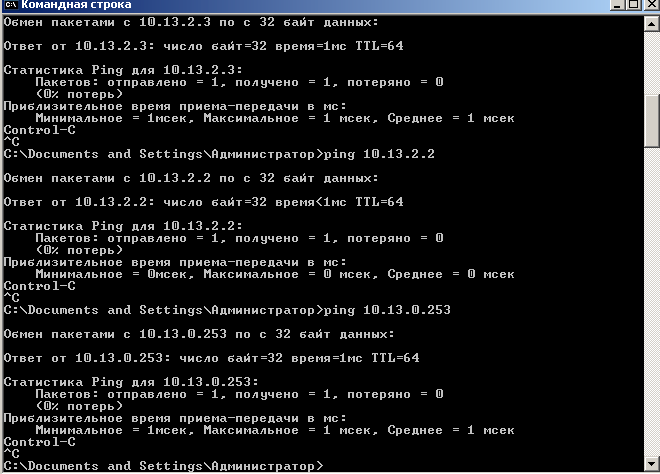 Командная строка
Обмен пакетами с 10.13.2.3 по с 32 байт данных:
Ответ от 10.13.2.3: число байт=32 время=1мс TTL=64
Статистика Ping для 10.13.2.3:
Пакетов: отправлено = 1, получено = 1, потеряно = 0
(0% потерь)
Приблизительное время приема-передачи в мс:
Минимальное = 1мсек, Максимальное = 1 мсек, Среднее = 1 мсек
Control-C
^C
C:\Documents and Settings\Администратор>ping 10.13.2.2
Обмен пакетами с 10.13.2.2 по с 32 байт данных:
Ответ от 10.13.2.2: число байт=32 время<1мс TTL=64
Статистика Ping для 10.13.2.2:
Пакетов: отправлено = 1, получено = 1, потеряно = 0
(0% потерь)
Приблизительное время приема-передачи в мс:
Минимальное = 0мсек, Максимальное = 0 мсек, Среднее = 0 мсек
Control-C
^C
C:\Documents and Settings\Администратор>ping 10.13.0.253
Обмен пакетами с 10.13.0.253 по с 32 байт данных:
Ответ от 10.13.0.253: число байт=32 время=1мс TTL=64
Статистика Ping для 10.13.0.253:
Пакетов: отправлено = 1, получено = 1, потеряно = 0
(0% потерь)
Приблизительное время приема-передачи в мс:
Минимальное = 1мсек, Максимальное = 1 мсек, Среднее = 1 мсек
Control-C
^C
C:\Documents and Settings\Администратор>